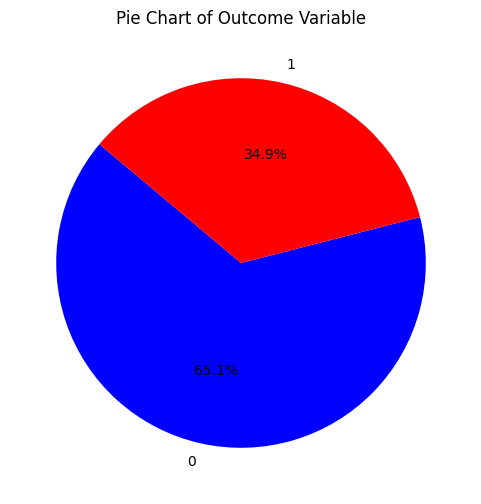 Pie Chart of Outcome Variable
1
34.9%
65.1%
0